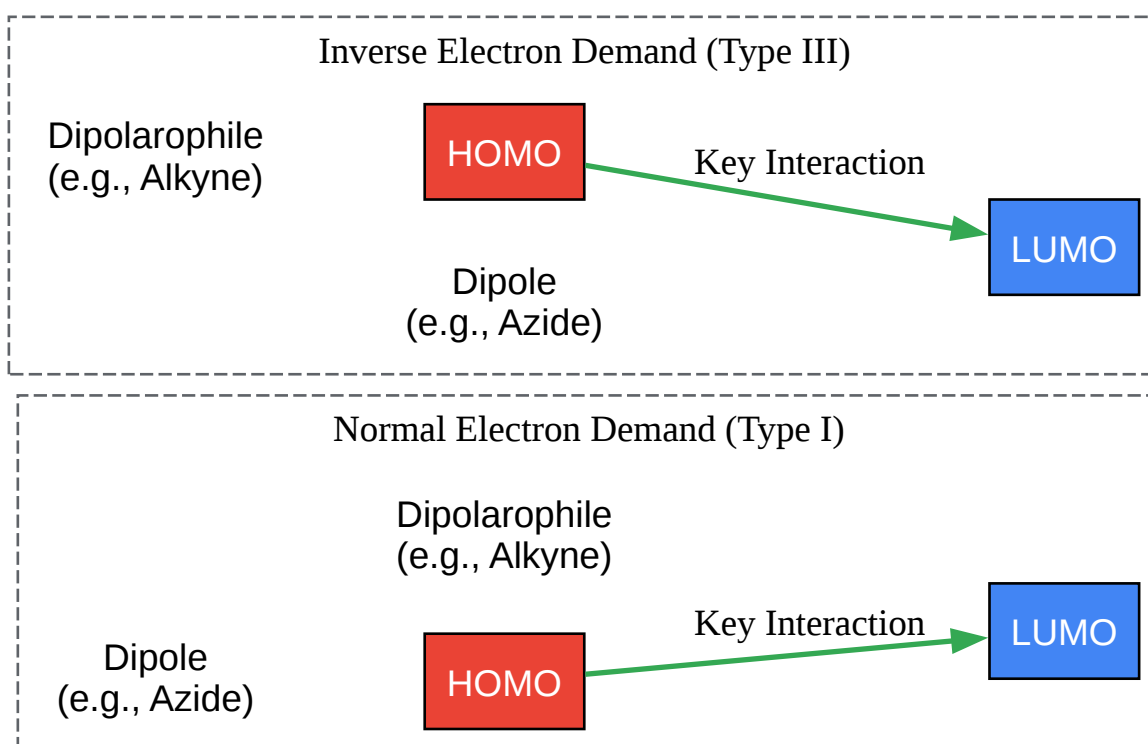 Inverse Electron Demand (Type III)
Dipolarophile
(e.g., Alkyne)
HOMO
Key Interaction
LUMO
Dipole
(e.g., Azide)
Normal Electron Demand (Type I)
Dipolarophile
(e.g., Alkyne)
Key Interaction
LUMO
Dipole
(e.g., Azide)
HOMO